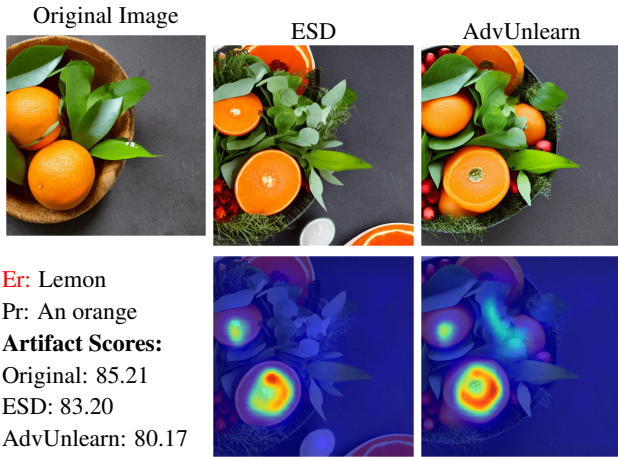 Original Image
ESD
AdvUnlearn
Er: Lemon
Pr: An orange
Artifact Scores:
Original: 85.21
ESD: 83.20
AdvUnlearn: 80.17